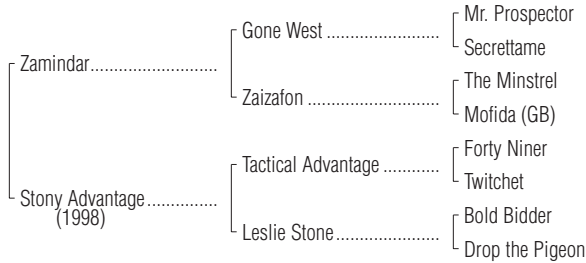 Mr. Prospector
Gone West ......................
Secrettame
Zamindar.........................
The Minstrel
Zaizafon ..........................
Mofida (GB)
Forty Niner
Tactical Advantage ............
Twitchet
Stony Advantage..............
(1998)
Bold Bidder
Leslie Stone.....................
Drop the Pigeon